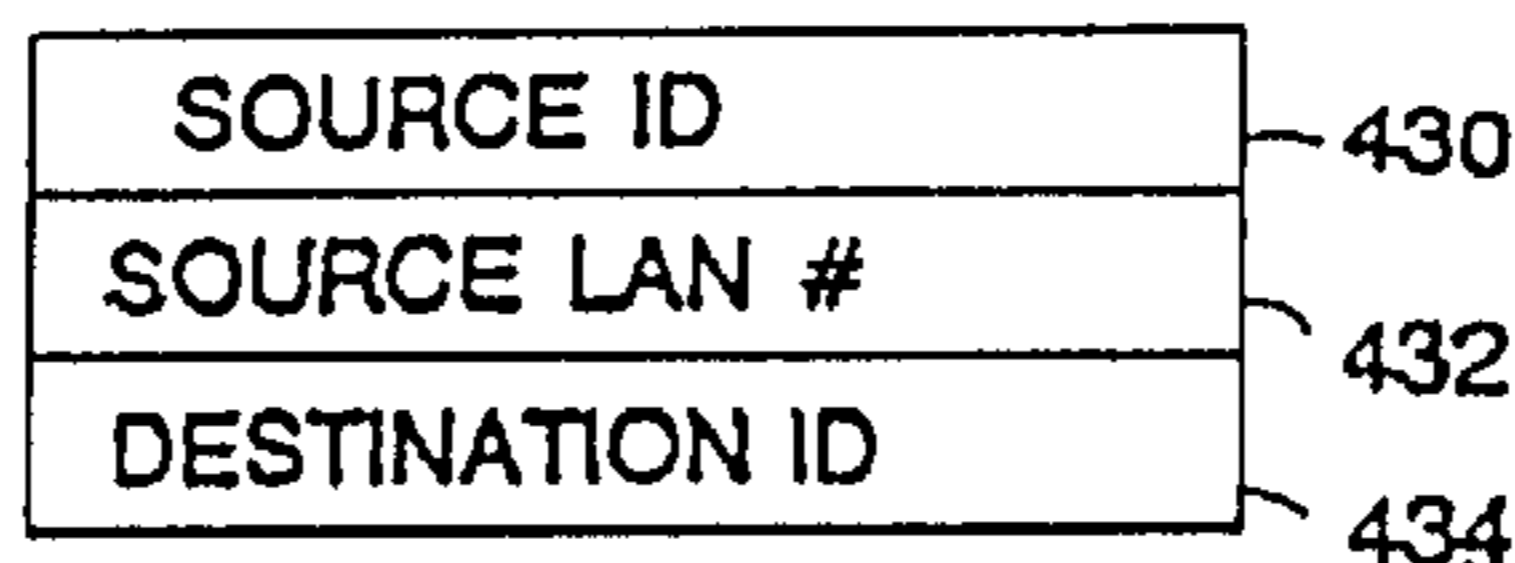 SOURCE ID
430
SOURCE LAN #
432
DESTINATION ID
434